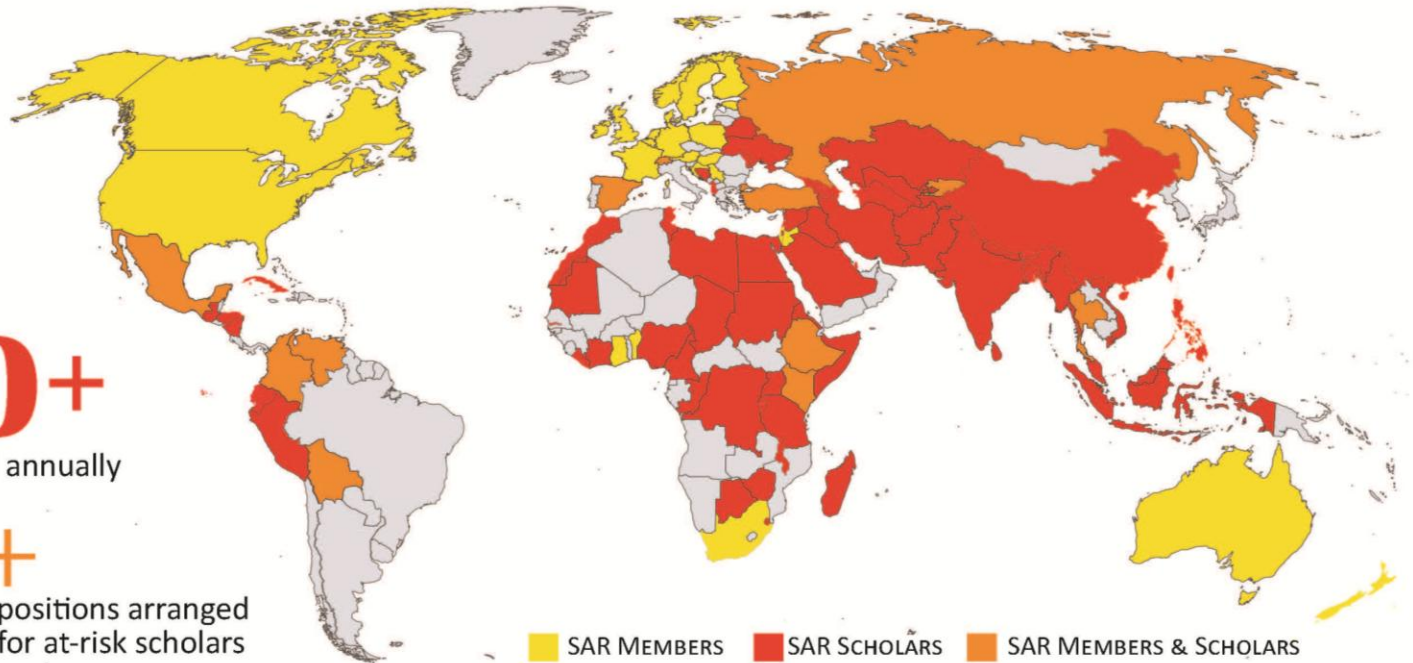 0+
annually
+
positions arranged
for at-risk scholars
SAR MEMBERS SAR SCHOLARS SAR MEMBERS & SCHOLARS